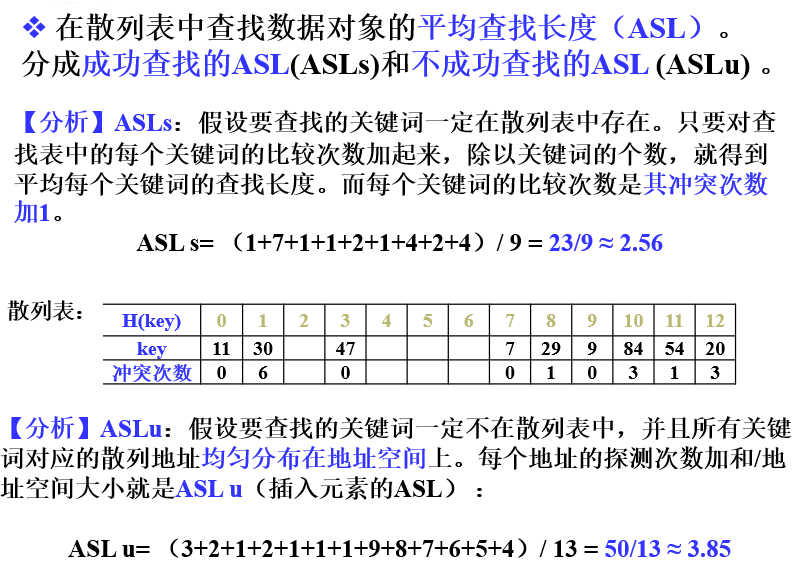 ❖ 在散列表中查找数据对象的平均查找长度（ASL）。
分成成功查找的ASL(ASLs)和不成功查找的ASL (ASLu) 。
【分析】ASLs：假设要查找的关键词一定在散列表中存在。只要对查
找表中的每个关键词的比较次数加起来，除以关键词的个数，就得到
平均每个关键词的查找长度。而每个关键词的比较次数是其冲突次数
加1。
ASL s= （1+7+1+1+2+1+4+2+4）/ 9 = 23/9 ≈ 2.56
散列表：
H(key) 0 1 2 3 4 5 6 7 8 9 10 11 12
key 11 30 47 7 29 9 84 54 20
冲突次数 0 6 0 0 1 0 3 1 3
【分析】ASLu：假设要查找的关键词一定不在散列表中，并且所有关键
词对应的散列地址均匀分布在地址空间上。每个地址的探测次数加和/地
址空间大小就是ASL u（插入元素的ASL）：
ASL u= （3+2+1+2+1+1+1+9+8+7+6+5+4）/ 13 = 50/13 ≈ 3.85